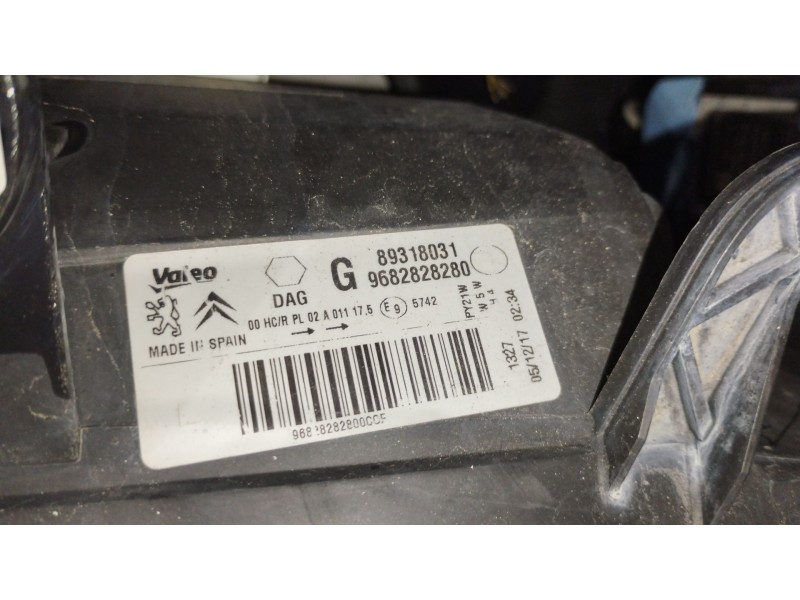 Valeo
G
89318031
9682828280
DAG
00 HC/R PL 02 A 011 17.5 E9 5742
MADE IN SPAIN
PY21W
W5W
H4
1327
05/12/17 02:34